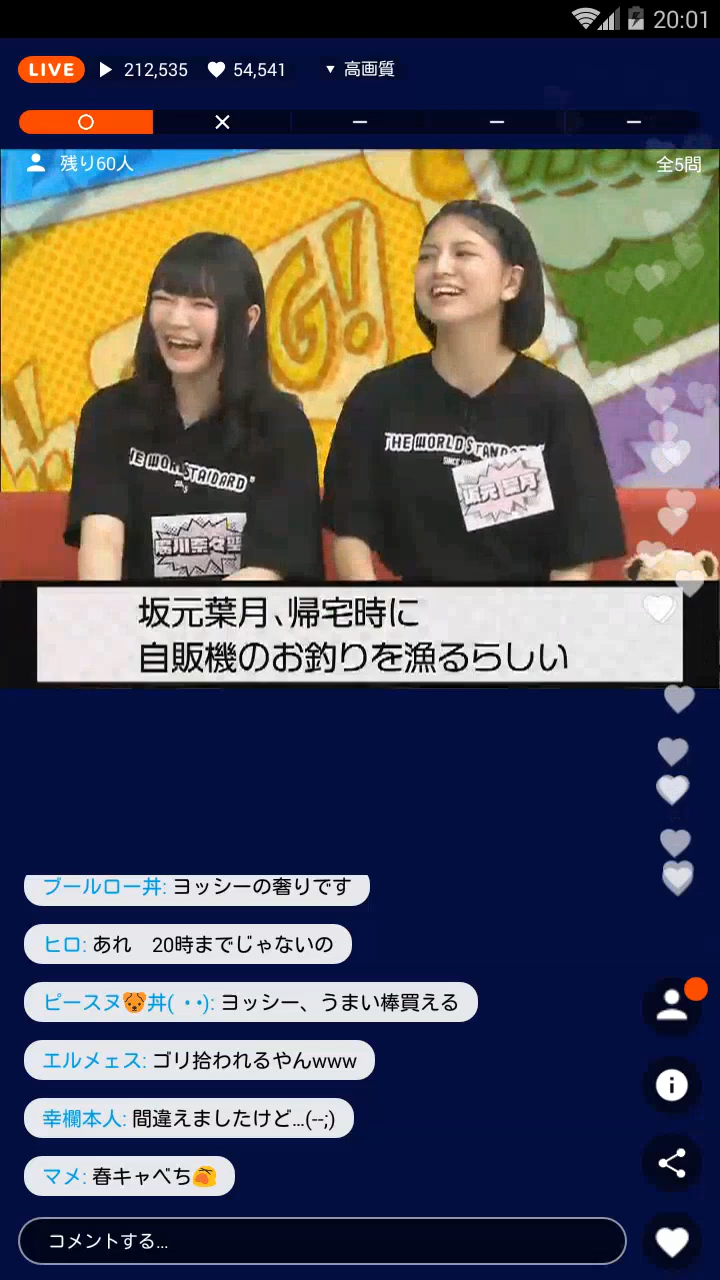 20:01
LIVE 212,535 54,541 ▼ 高画質
残り60人 全5問
G!
THE WORLD STANDARD
SINCE
坂元 葉月
坂元葉月、帰宅時に
自販機のお釣りを漁るらしい
ブールロー丼: ヨッシーの奢りです
ヒロ: あれ　20時までじゃないの
ピースヌ🐶丼( ･･): ヨッシー、うまい棒買える
エルメェス: ゴリ拾われるやんwww
幸欄本人: 間違えましたけど…(--;)
マメ: 春キャベち
コメントする...